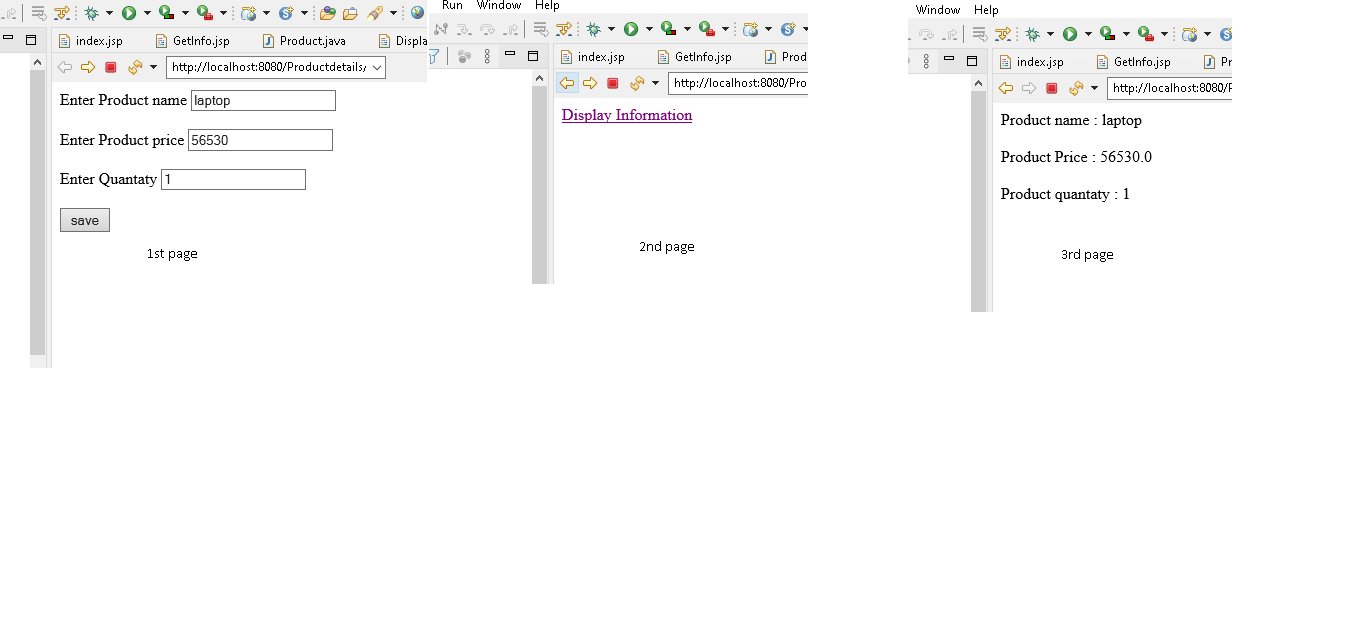 index.jsp GetInfo.jsp Product.java Displa
http://localhost:8080/Productdetails/
Enter Product name laptop
Enter Product price 56530
Enter Quantaty 1
save
1st page
Run Window Help
index.jsp GetInfo.jsp Prod
http://localhost:8080/Pro
Display Information
2nd page
Window Help
index.jsp GetInfo.jsp Pr
http://localhost:8080/P
Product name : laptop
Product Price : 56530.0
Product quantaty : 1
3rd page